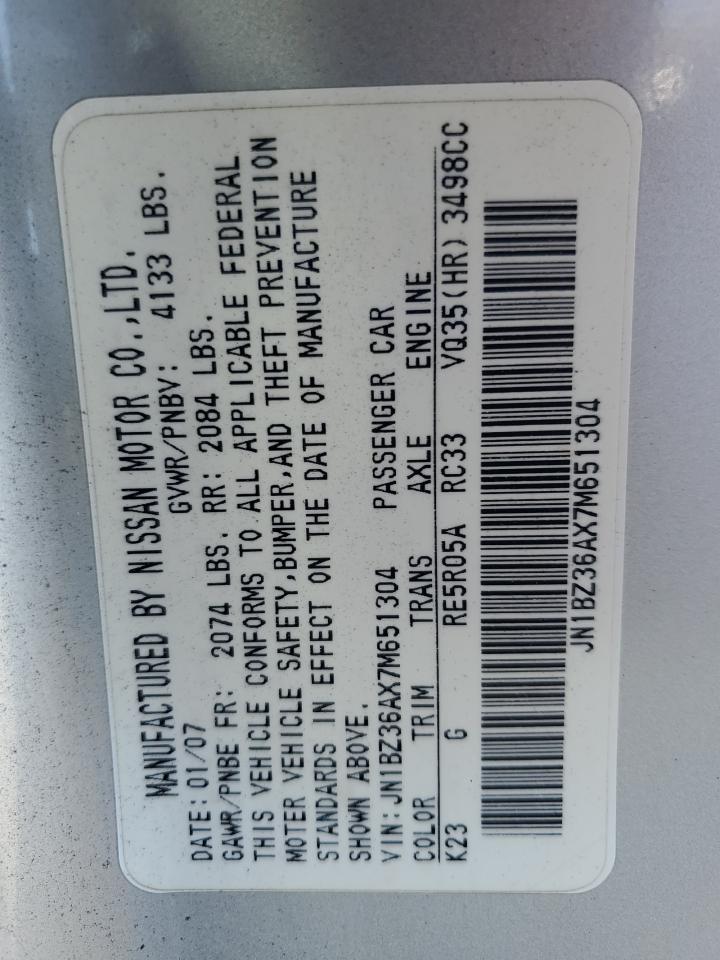 MANUFACTURED BY NISSAN MOTOR CO.,LTD.
DATE: 01/07 GVWR/PNBV: 4133 LBS.
GAWR/PNBE FR: 2074 LBS. RR: 2084 LBS.
THIS VEHICLE CONFORMS TO ALL APPLICABLE FEDERAL
MOTER VEHICLE SAFETY,BUMPER,AND THEFT PREVENTION
STANDARDS IN EFFECT ON THE DATE OF MANUFACTURE
SHOWN ABOVE.
VIN:JN1BZ36AX7M651304 PASSENGER CAR
COLOR TRIM TRANS AXLE ENGINE
K23 G RE5R05A RC33 VQ35(HR) 3498CC
JN1BZ36AX7M651304